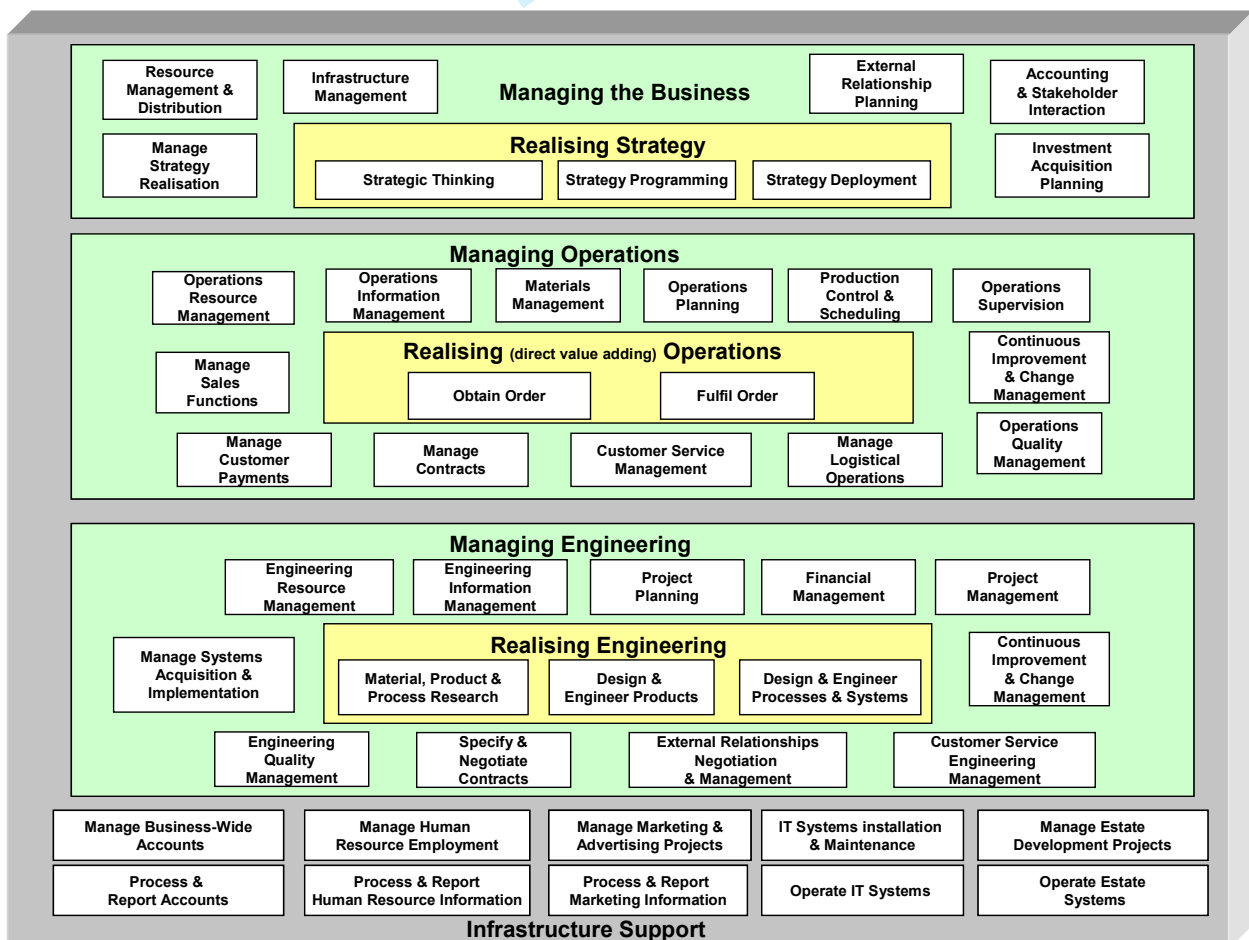 Resource
Management &
Distribution
Infrastructure
Management
Managing the Business
External
Relationship
Planning
Accounting
& Stakeholder
Interaction
Manage
Strategy
Realisation
Realising Strategy
Strategic Thinking
Strategy Programming
Strategy Deployment
Investment
Acquisition
Planning
Managing Operations
Operations
Resource
Management
Operations
Information
Management
Materials
Management
Operations
Planning
Production
Control &
Scheduling
Operations
Supervision
Manage
Sales
Functions
Realising (direct value adding) Operations
Obtain Order
Fulfil Order
Continuous
Improvement
& Change
Management
Manage
Customer
Payments
Manage
Contracts
Customer Service
Management
Manage
Logistical
Operations
Operations
Quality
Management
Managing Engineering
Engineering
Resource
Management
Engineering
Information
Management
Project
Planning
Financial
Management
Project
Management
Manage Systems
Acquisition &
Implementation
Realising Engineering
Material, Product &
Process Research
Design &
Engineer Products
Design & Engineer
Processes & Systems
Continuous
Improvement
& Change
Management
Engineering
Quality
Management
Specify &
Negotiate
Contracts
External Relationships
Negotiation
& Management
Customer Service
Engineering
Management
Manage Business-Wide
Accounts
Manage Human
Resource Employment
Manage Marketing &
Advertising Projects
IT Systems installation
& Maintenance
Manage Estate
Development Projects
Process &
Report Accounts
Process & Report
Human Resource Information
Process & Report
Marketing Information
Operate IT Systems
Operate Estate
Systems
Infrastructure Support